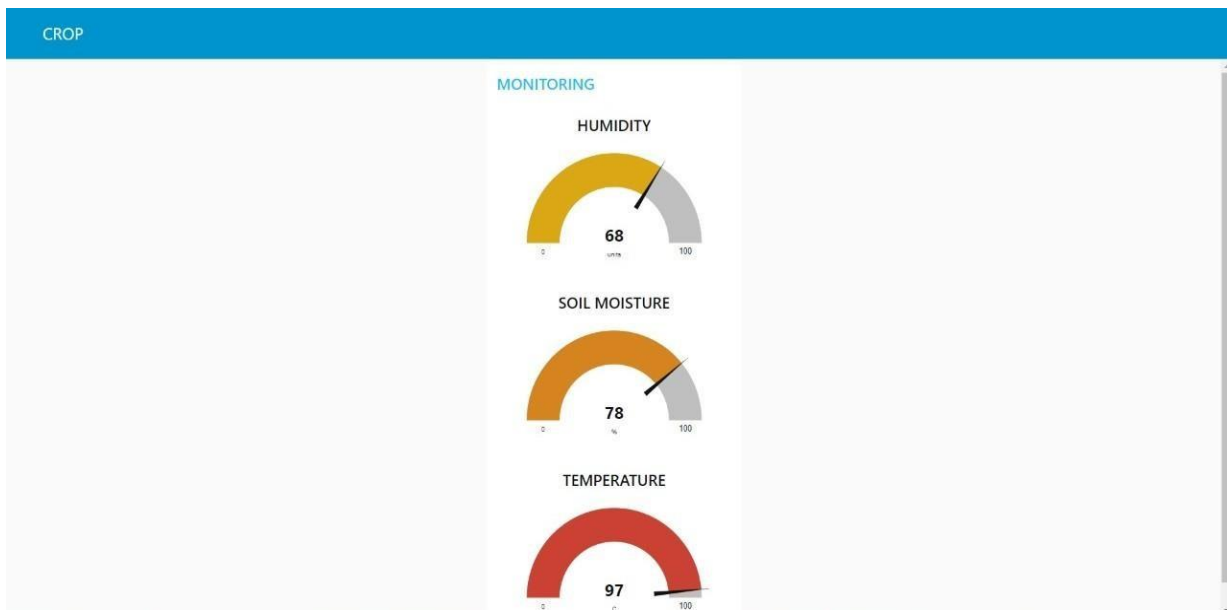 CROP
MONITORING
HUMIDITY
68
0
units
100
SOIL MOISTURE
78
0
%
100
TEMPERATURE
97
0
C
100